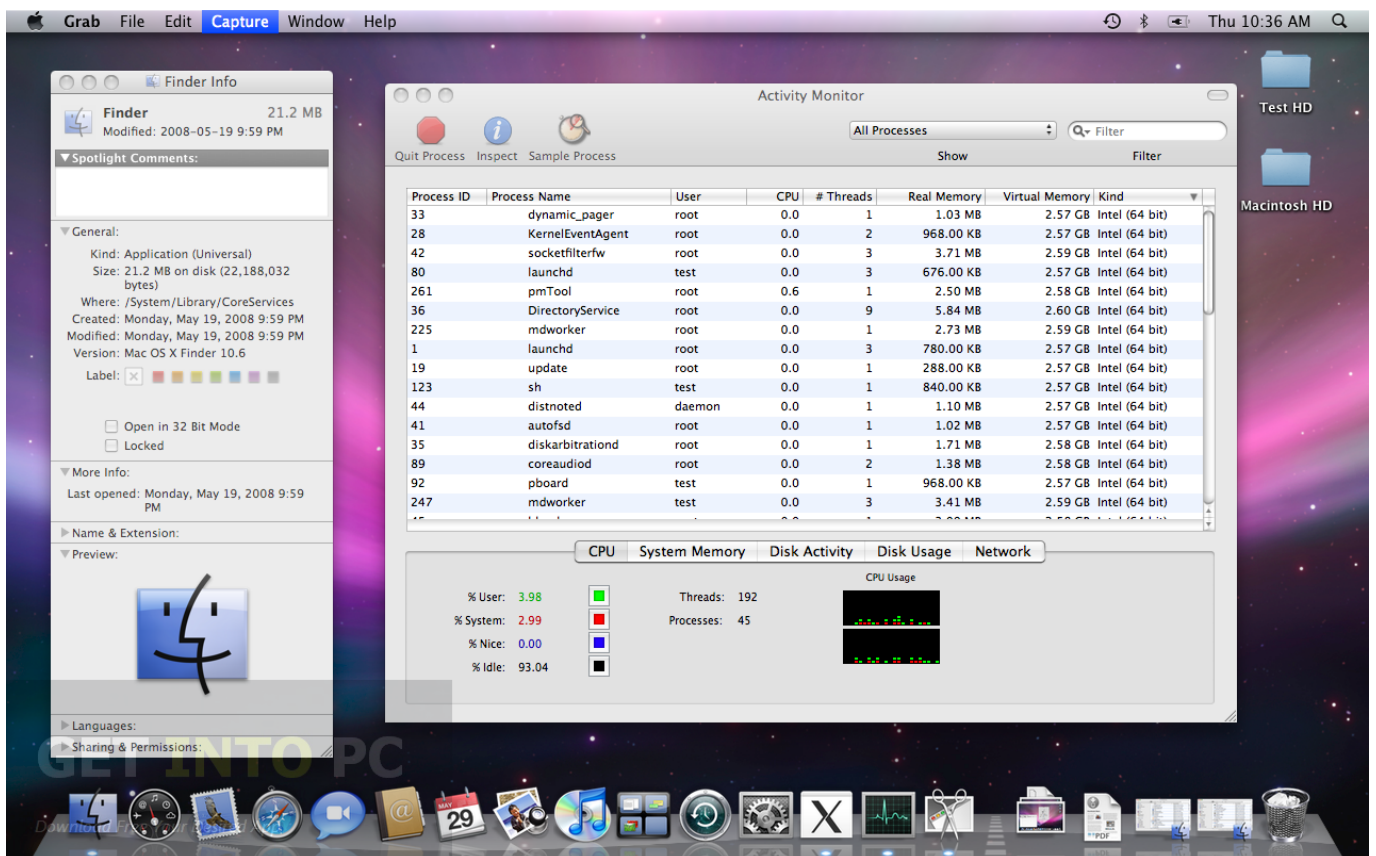 Grab File Edit Capture Window Help Thu 10:36 AM
Finder Info
Finder 21.2 MB
Modified: 2008-05-19 9:59 PM
Spotlight Comments:
General:
Kind: Application (Universal)
Size: 21.2 MB on disk (22,188,032
bytes)
Where: /System/Library/CoreServices
Created: Monday, May 19, 2008 9:59 PM
Modified: Monday, May 19, 2008 9:59 PM
Version: Mac OS X Finder 10.6
Label:
Open in 32 Bit Mode
Locked
More Info:
Last opened: Monday, May 19, 2008 9:59
PM
Name & Extension:
Preview:
Languages:
Sharing & Permissions:
Activity Monitor
All Processes Filter
Quit Process Inspect Sample Process Show Filter
Process ID Process Name User CPU # Threads Real Memory Virtual Memory Kind
33 dynamic_pager root 0.0 1 1.03 MB 2.57 GB Intel (64 bit)
28 KernelEventAgent root 0.0 2 968.00 KB 2.57 GB Intel (64 bit)
42 socketfilterfw root 0.0 3 3.71 MB 2.59 GB Intel (64 bit)
80 launchd test 0.0 3 676.00 KB 2.57 GB Intel (64 bit)
261 pmTool root 0.6 1 2.50 MB 2.58 GB Intel (64 bit)
36 DirectoryService root 0.0 9 5.84 MB 2.60 GB Intel (64 bit)
225 mdworker root 0.0 1 2.73 MB 2.59 GB Intel (64 bit)
1 launchd root 0.0 3 780.00 KB 2.57 GB Intel (64 bit)
19 update root 0.0 1 288.00 KB 2.57 GB Intel (64 bit)
123 sh test 0.0 1 840.00 KB 2.57 GB Intel (64 bit)
44 distnoted daemon 0.0 1 1.10 MB 2.57 GB Intel (64 bit)
41 autofsd root 0.0 1 1.02 MB 2.57 GB Intel (64 bit)
35 diskarbitrationd root 0.0 1 1.71 MB 2.58 GB Intel (64 bit)
89 coreaudiod root 0.0 2 1.38 MB 2.58 GB Intel (64 bit)
92 pboard test 0.0 1 968.00 KB 2.57 GB Intel (64 bit)
247 mdworker test 0.0 3 3.41 MB 2.59 GB Intel (64 bit)
CPU System Memory Disk Activity Disk Usage Network
CPU Usage
% User: 3.98 Threads: 192
% System: 2.99 Processes: 45
% Nice: 0.00
% Idle: 93.04
Test HD
Macintosh HD
GET INTO PC
Download Free Your Desired App
MAY
29
PDF